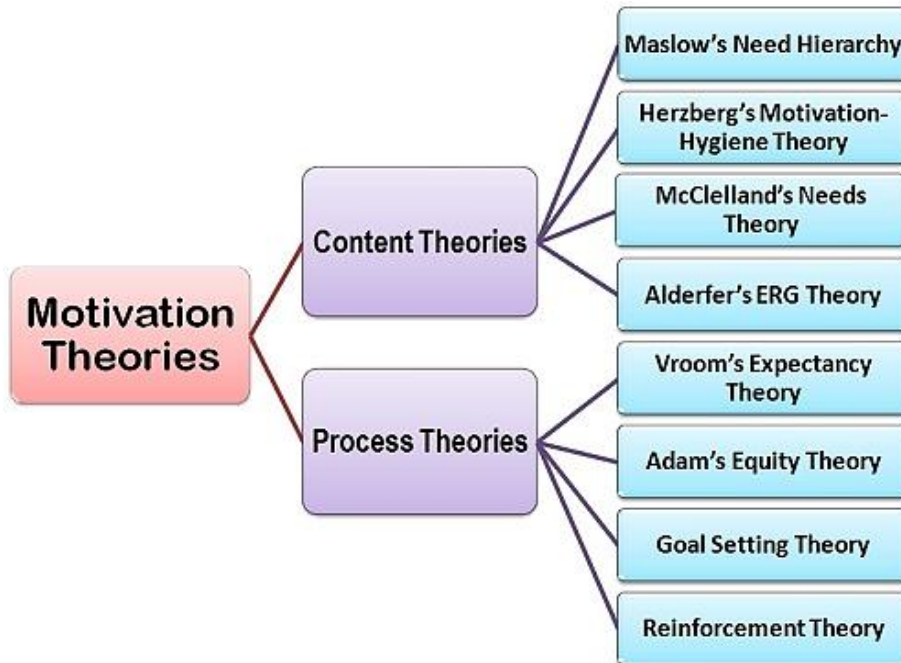 Motivation
Theories
Content Theories
Process Theories
Maslow's Need Hierarchy
Herzberg's Motivation-
Hygiene Theory
McClelland's Needs
Theory
Alderfer's ERG Theory
Vroom's Expectancy
Theory
Adam's Equity Theory
Goal Setting Theory
Reinforcement Theory